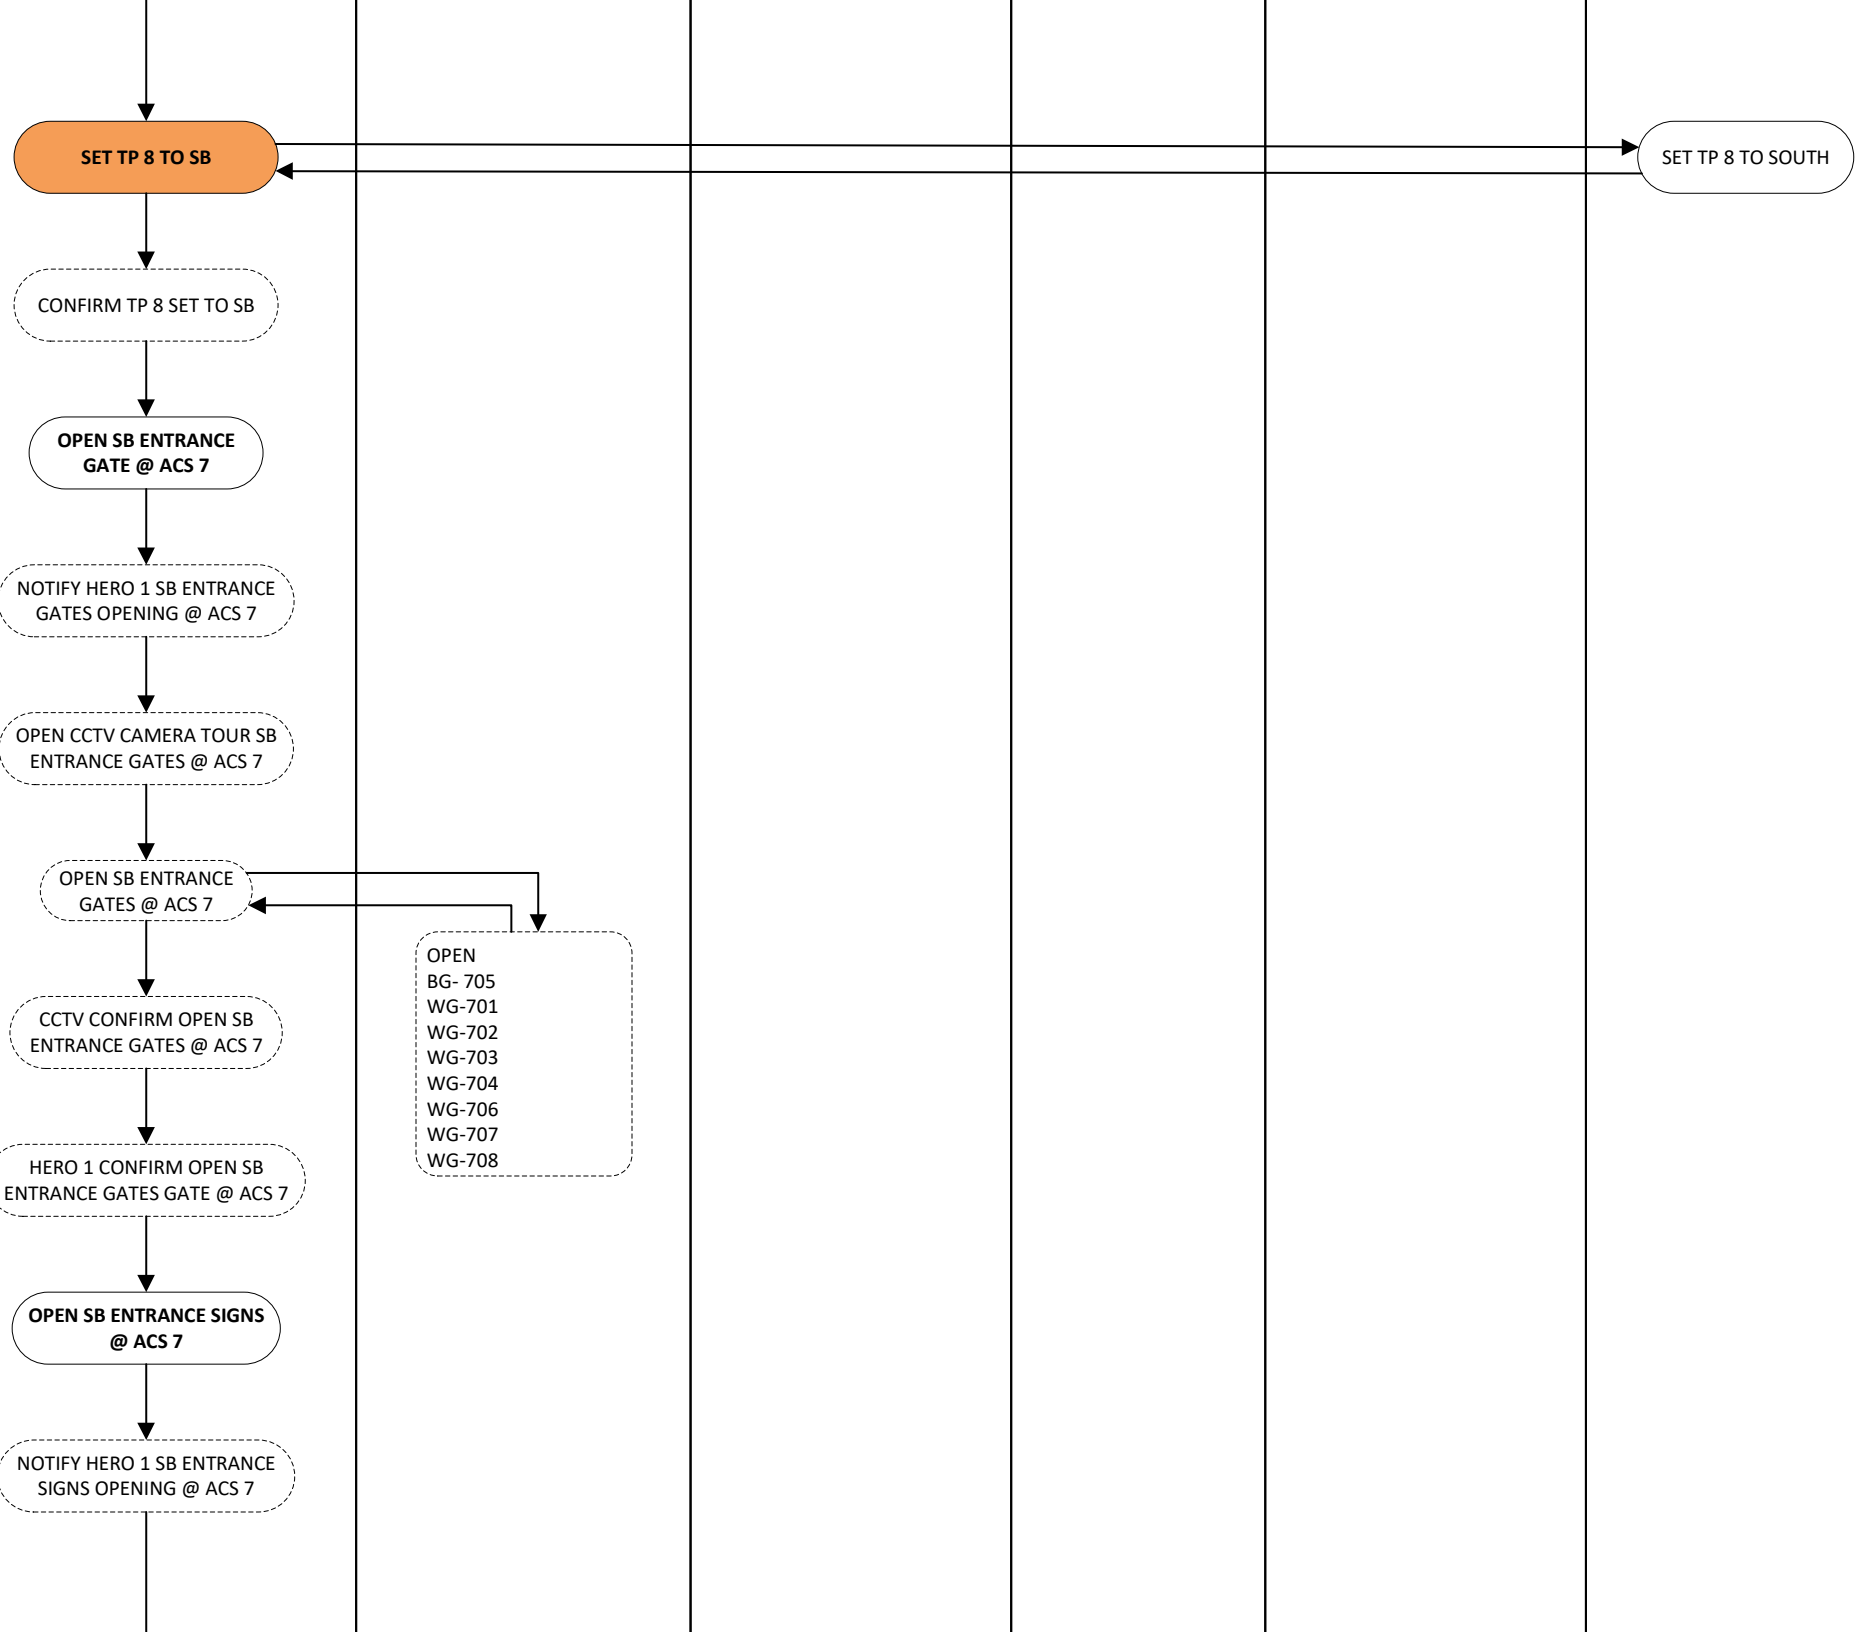 SET TP 8 TO SB
SET TP 8 TO SOUTH
CONFIRM TP 8 SET TO SB
OPEN SB ENTRANCE
GATE @ ACS 7
NOTIFY HERO 1 SB ENTRANCE
GATES OPENING @ ACS 7
OPEN CCTV CAMERA TOUR SB
ENTRANCE GATES @ ACS 7
OPEN SB ENTRANCE
GATES @ ACS 7
OPEN
BG- 705
WG-701
WG-702
WG-703
WG-704
WG-706
WG-707
WG-708
CCTV CONFIRM OPEN SB
ENTRANCE GATES @ ACS 7
HERO 1 CONFIRM OPEN SB
ENTRANCE GATES GATE @ ACS 7
OPEN SB ENTRANCE SIGNS
@ ACS 7
NOTIFY HERO 1 SB ENTRANCE
SIGNS OPENING @ ACS 7